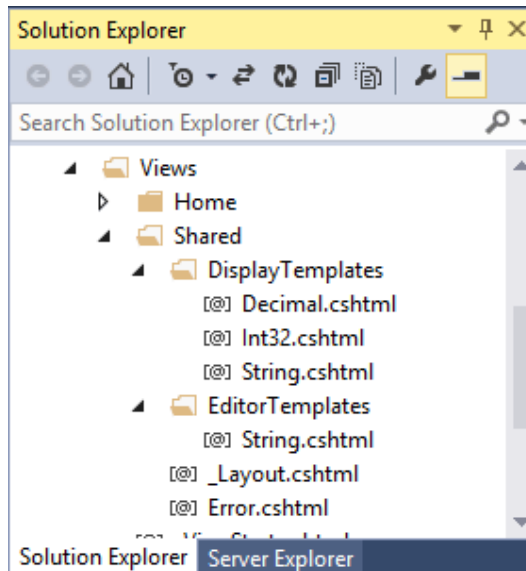 Solution Explorer
Search Solution Explorer (Ctrl+;)
Views
Home
Shared
DisplayTemplates
[@] Decimal.cshtml
[@] Int32.cshtml
[@] String.cshtml
EditorTemplates
[@] String.cshtml
[@] _Layout.cshtml
[@] Error.cshtml
Solution Explorer Server Explorer